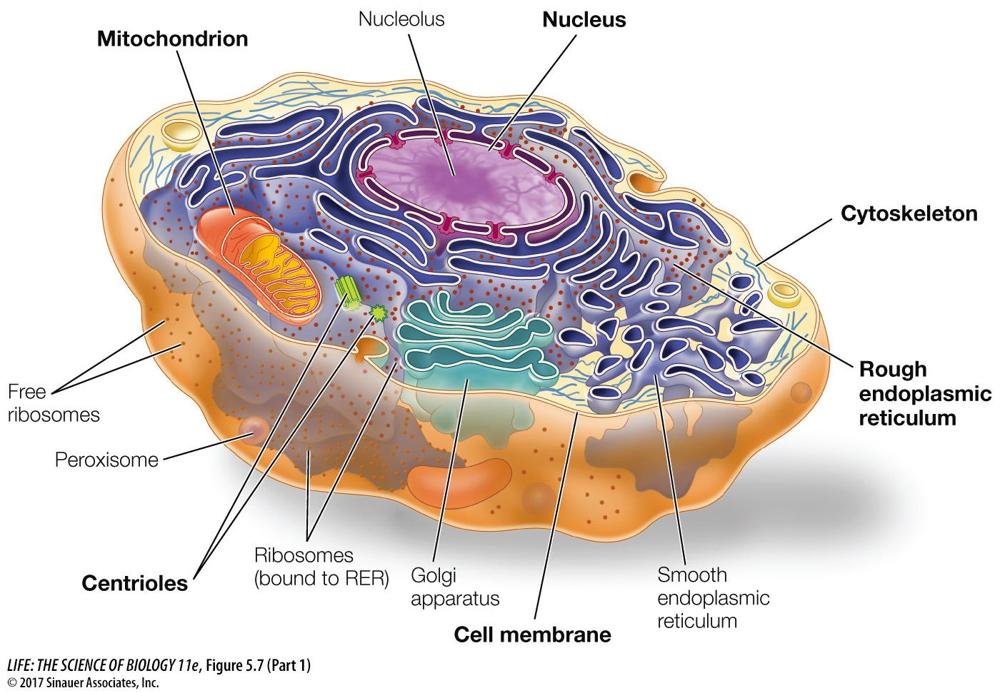 Nucleolus
Nucleus
Mitochondrion
Cytoskeleton
Rough
endoplasmic
reticulum
Free
ribosomes
Peroxisome
Centrioles
Ribosomes
(bound to RER)
Golgi
apparatus
Smooth
endoplasmic
reticulum
Cell membrane
LIFE: THE SCIENCE OF BIOLOGY 11e, Figure 5.7 (Part 1)
© 2017 Sinauer Associates, Inc.